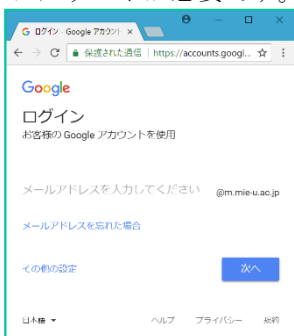 ログイン - Google アカウント
保護された通信 | https://accounts.googl...
Google
ログイン
お客様の Google アカウントを使用
メールアドレスを入力してください @m.mie-u.ac.jp
メールアドレスを忘れた場合
その他の設定 次へ
日本語 ヘルプ プライバシー 規約